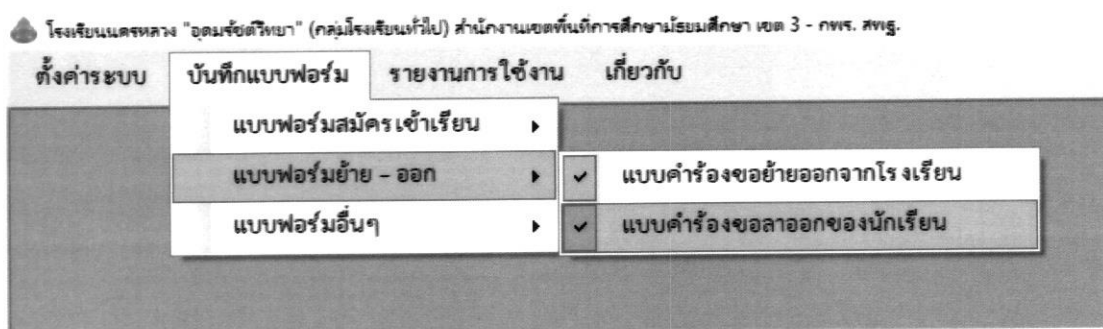 โรงเรียนนครหลวง "อุดมรัชต์วิทยา" (กลุ่มโรงเรียนทั่วไป) สำนักงานเขตพื้นที่การศึกษามัธยมศึกษา เขต 3 - กพร. สพฐ.
ตั้งค่าระบบ บันทึกแบบฟอร์ม รายงานการใช้งาน เกี่ยวกับ
แบบฟอร์มสมัครเข้าเรียน
แบบฟอร์มย้าย – ออก
แบบคำร้องขอย้ายออกจากโรงเรียน
แบบฟอร์มอื่นๆ
แบบคำร้องขอลาออกของนักเรียน